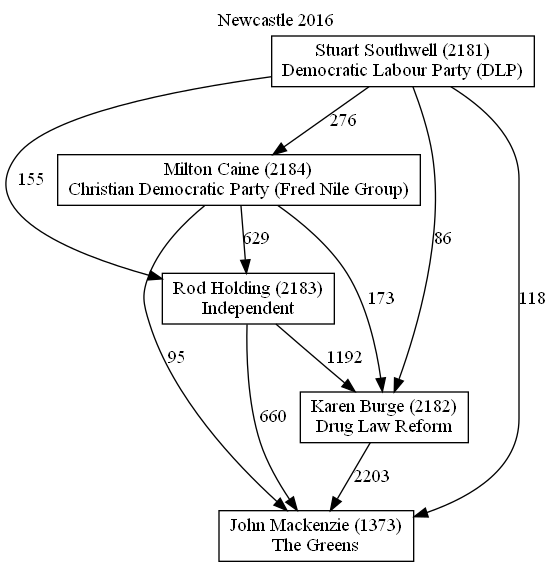 Newcastle 2016
Stuart Southwell (2181)
Democratic Labour Party (DLP)
276
155
Milton Caine (2184)
Christian Democratic Party (Fred Nile Group)
629
86
Rod Holding (2183)
Independent
173
118
95
1192
660
Karen Burge (2182)
Drug Law Reform
2203
John Mackenzie (1373)
The Greens